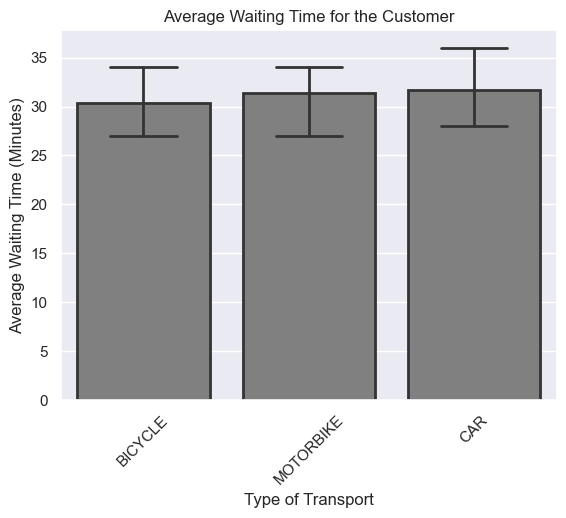 Average Waiting Time for the Customer
Average Waiting Time (Minutes)
35
30
25
20
15
10
5
0
BICYCLE
MOTORBIKE
CAR
Type of Transport